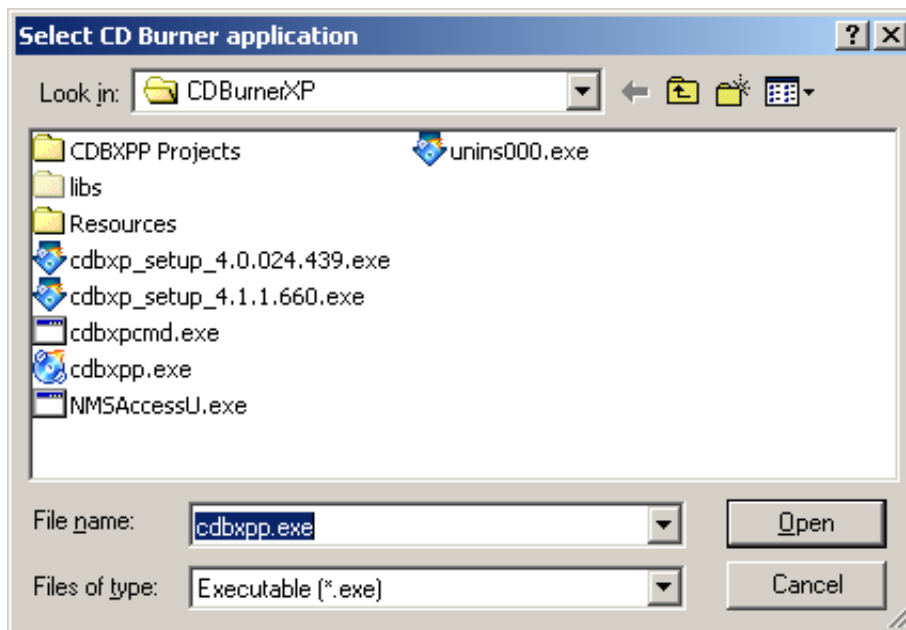 Select CD Burner application
Look in: CDBurnerXP
CDBXPP Projects
libs
Resources
cdbxp_setup_4.0.024.439.exe
cdbxp_setup_4.1.1.660.exe
cdbxpcmd.exe
cdbxpp.exe
NMSAccessU.exe
unins000.exe
File name: cdbxpp.exe
Open
Files of type: Executable (*.exe)
Cancel